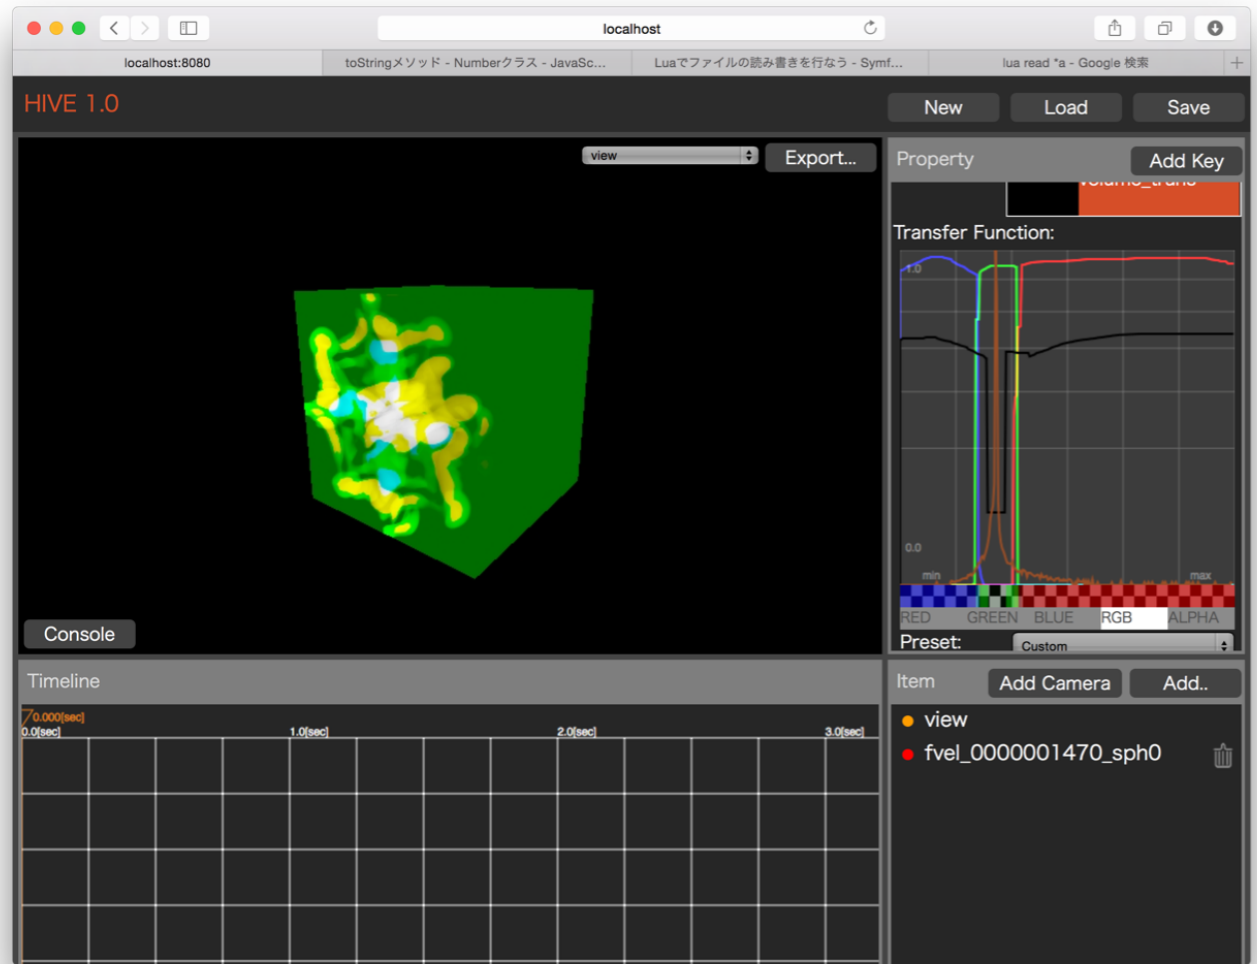 localhost
localhost:8080
toStringメソッド - Numberクラス - JavaSc...
Luaでファイルの読み書きを行なう - Symf...
lua read *a - Google 検索
HIVE 1.0
New
Load
Save
view
Export...
Property
Add Key
volume_trans
Transfer Function:
1.0
0.0
min
max
RED
GREEN
BLUE
RGB
ALPHA
Preset:
Custom
Console
Timeline
0.000[sec]
0.0[sec]
1.0[sec]
2.0[sec]
3.0[sec]
Item
Add Camera
Add..
view
fvel_0000001470_sph0